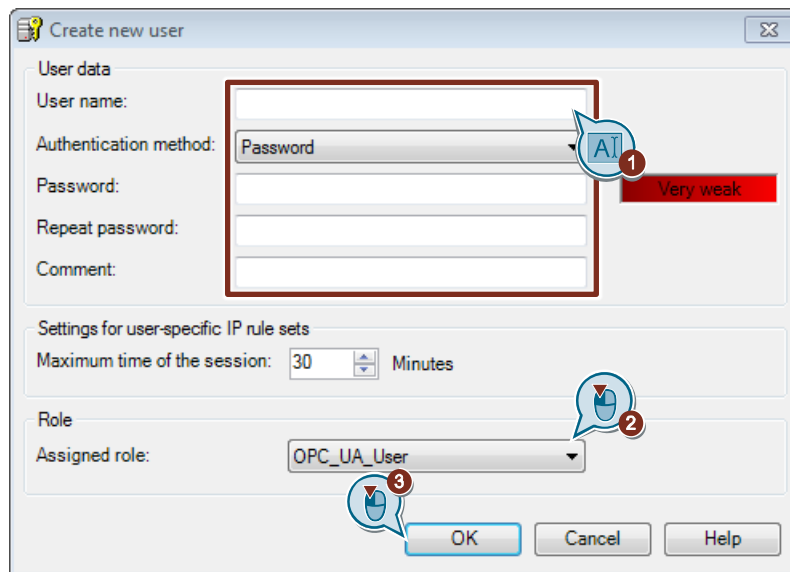 Create new user
User data
User name:
Authentication method: Password
AI 1
Password: Very weak
Repeat password:
Comment:
Settings for user-specific IP rule sets
Maximum time of the session: 30 Minutes
2
Role
Assigned role: OPC_UA_User
3
OK Cancel Help